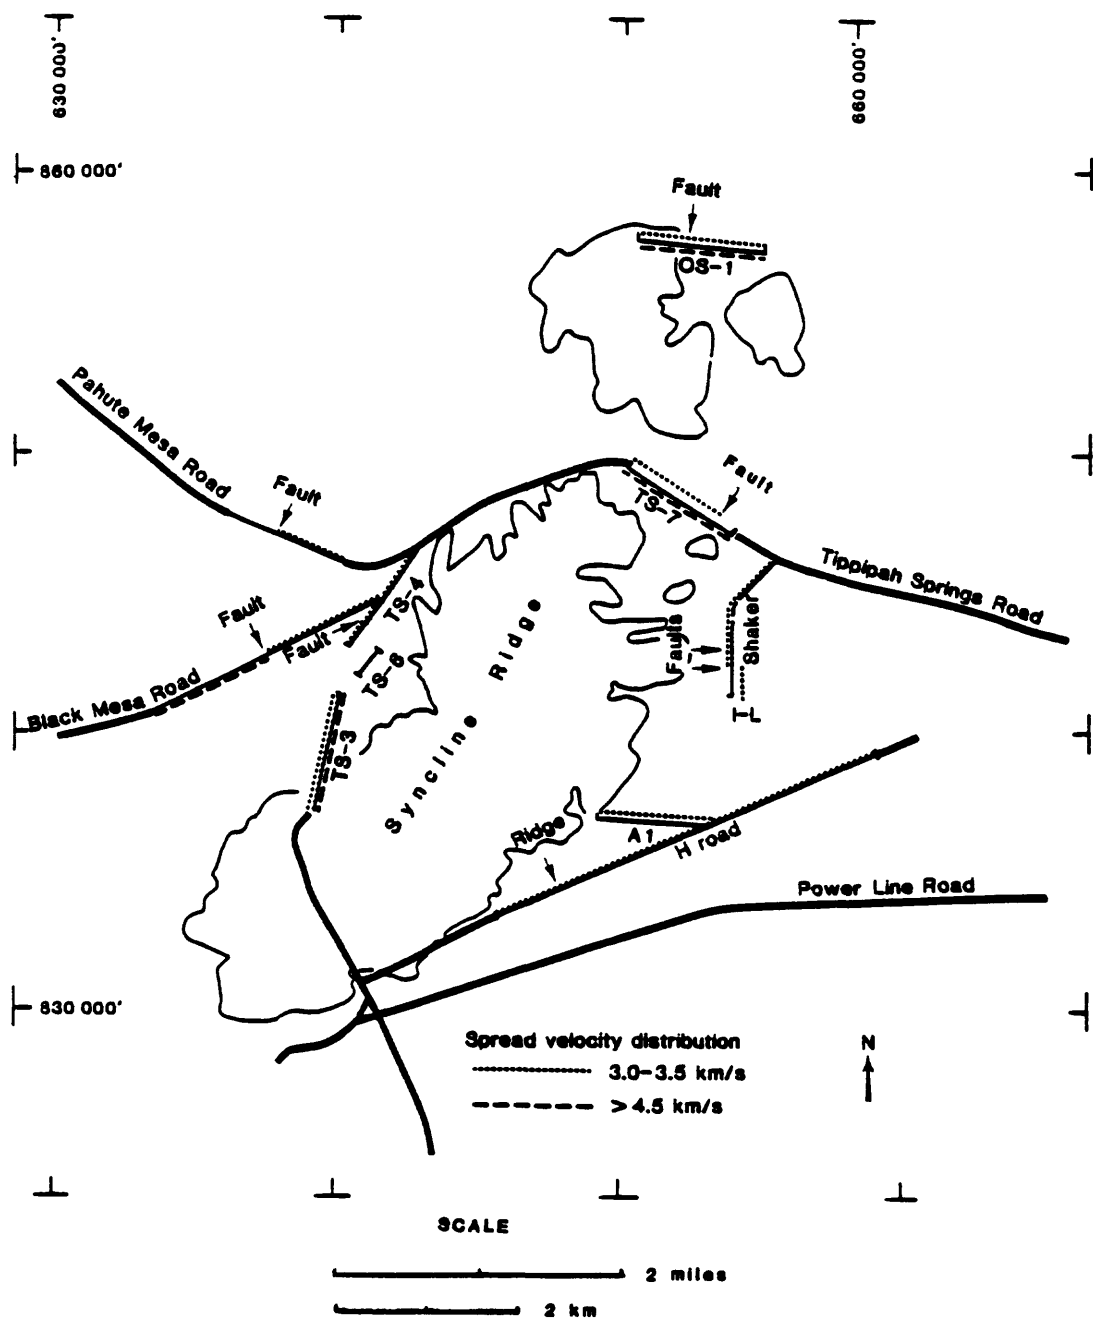 630 000'
660 000'
860 000'
Fault
OS-1
Pahute Mesa Road
Fault
Fault
TS-7
Tippipah Springs Road
TS-4
Fault
Fault
TS-6
Black Mesa Road
TS-3
Syncline Ridge
Faults
Shaker
I-L
Ridge
A1
H road
Power Line Road
830 000'
Spread velocity distribution
3.0-3.5 km/s
>4.5 km/s
N
SCALE
2 miles
2 km